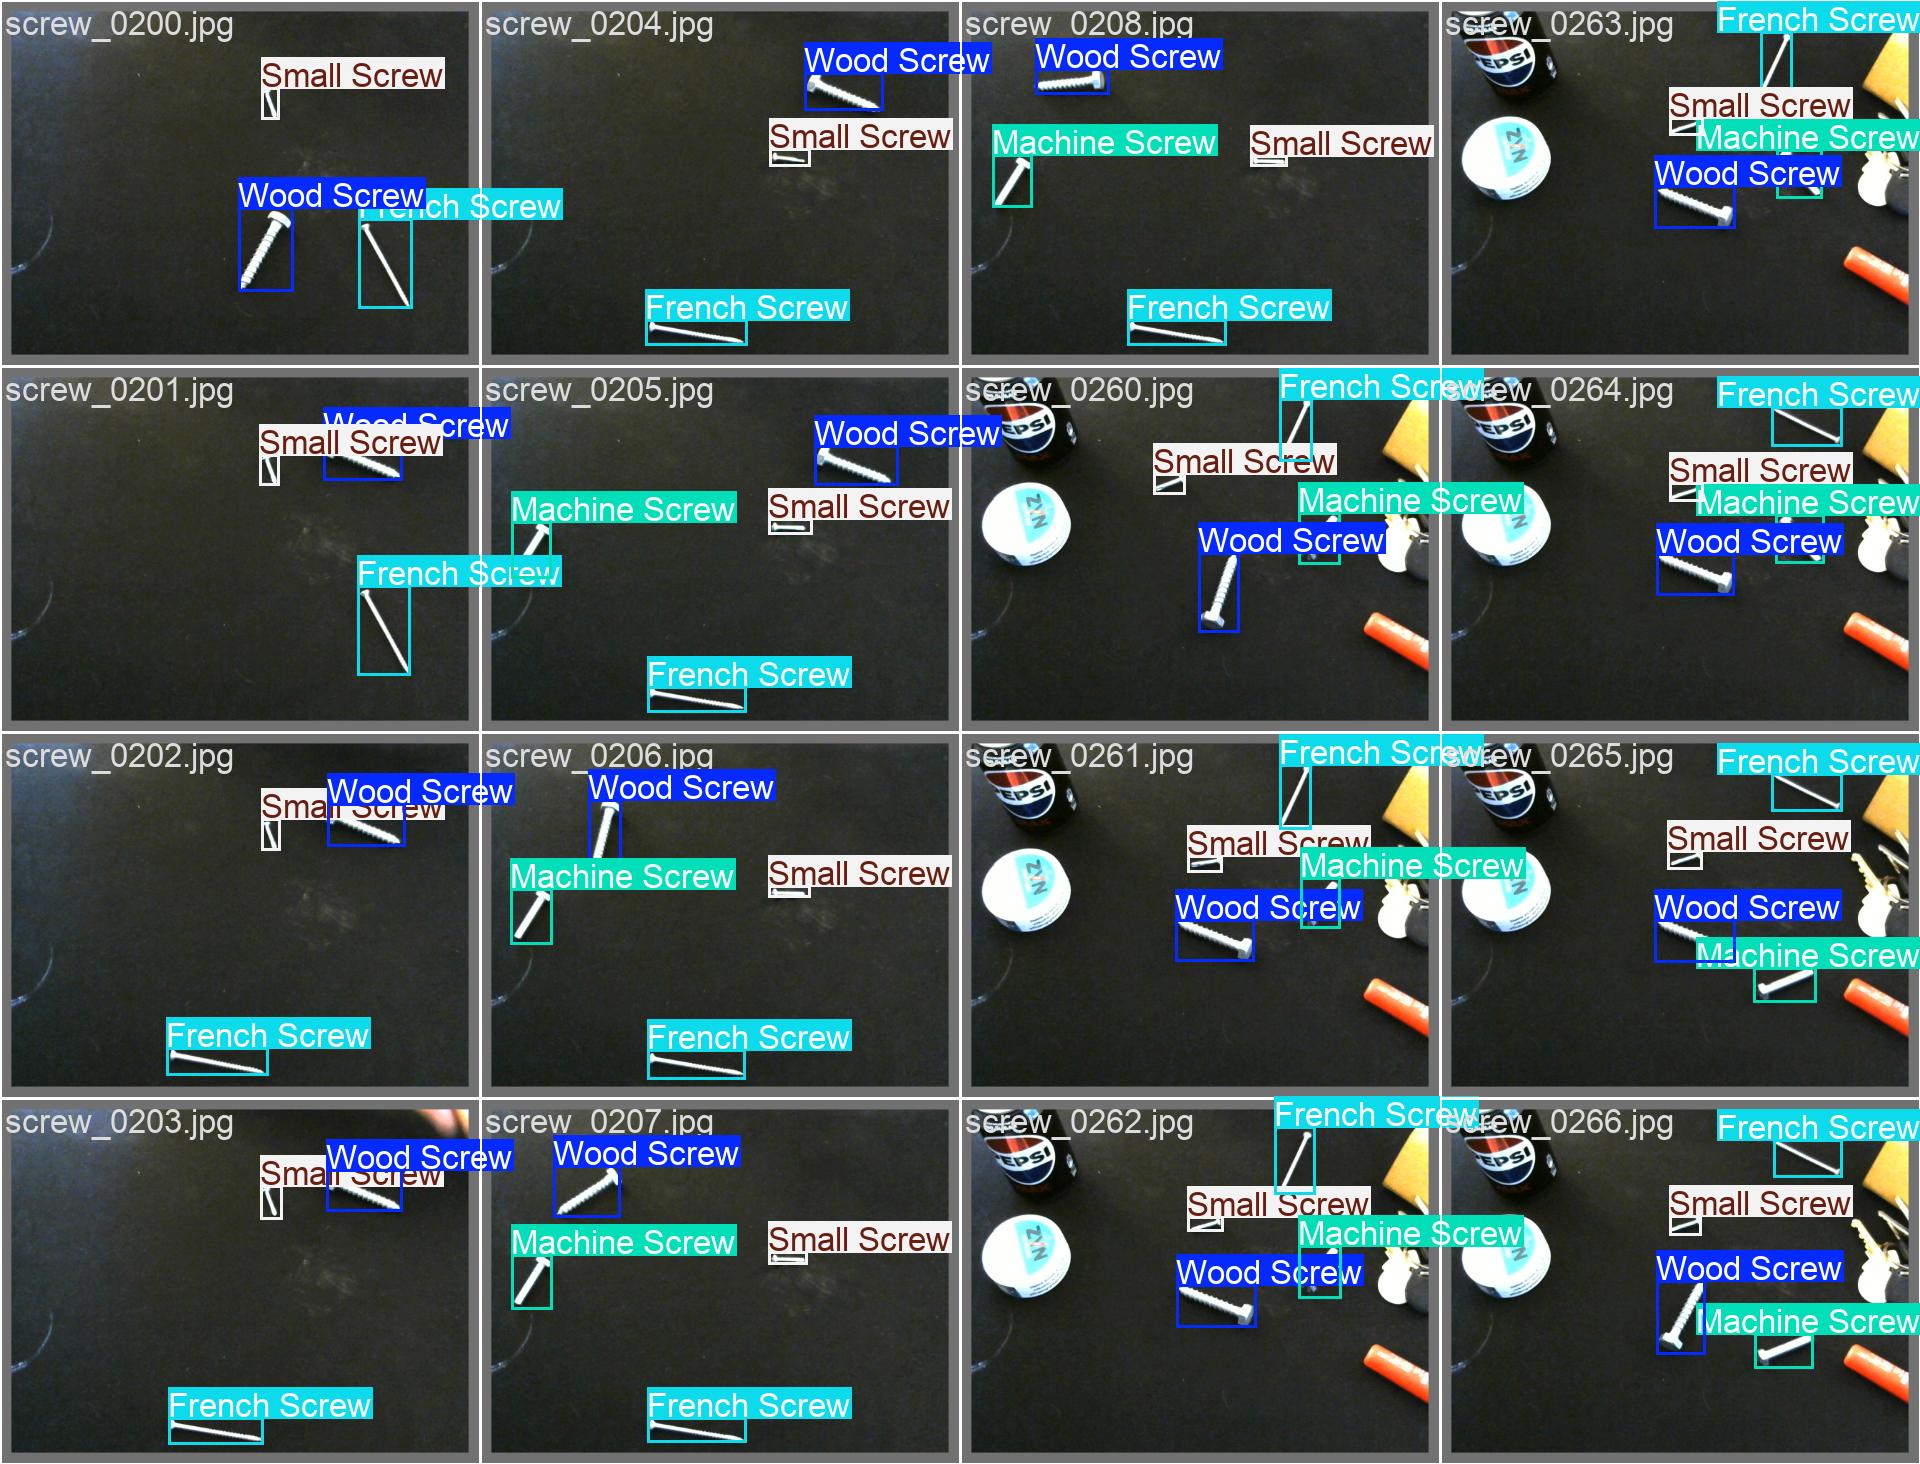 screw_0200.jpg
Small Screw
Wood Screw
French Screw
screw_0204.jpg
Wood Screw
Small Screw
French Screw
screw_0208.jpg
Wood Screw
Machine Screw
Small Screw
French Screw
screw_0263.jpg
French Screw
PEPSI
Small Screw
Machine Screw
ZYN
Wood Screw
screw_0201.jpg
Wood Screw
Small Screw
French Screw
screw_0205.jpg
Wood Screw
Machine Screw
Small Screw
French Screw
screw_0260.jpg
French Screw
PEPSI
Small Screw
Machine Screw
ZYN
Wood Screw
screw_0264.jpg
French Screw
PEPSI
Small Screw
Machine Screw
ZYN
Wood Screw
screw_0202.jpg
Small Screw
Wood Screw
French Screw
screw_0206.jpg
Wood Screw
Machine Screw
Small Screw
French Screw
screw_0261.jpg
French Screw
PEPSI
Small Screw
Machine Screw
ZYN
Wood Screw
screw_0265.jpg
French Screw
PEPSI
Small Screw
ZYN
Wood Screw
Machine Screw
screw_0203.jpg
Wood Screw
Small Screw
French Screw
screw_0207.jpg
Wood Screw
Machine Screw
Small Screw
French Screw
screw_0262.jpg
French Screw
PEPSI
Small Screw
Machine Screw
ZYN
Wood Screw
screw_0266.jpg
French Screw
PEPSI
Small Screw
ZYN
Wood Screw
Machine Screw